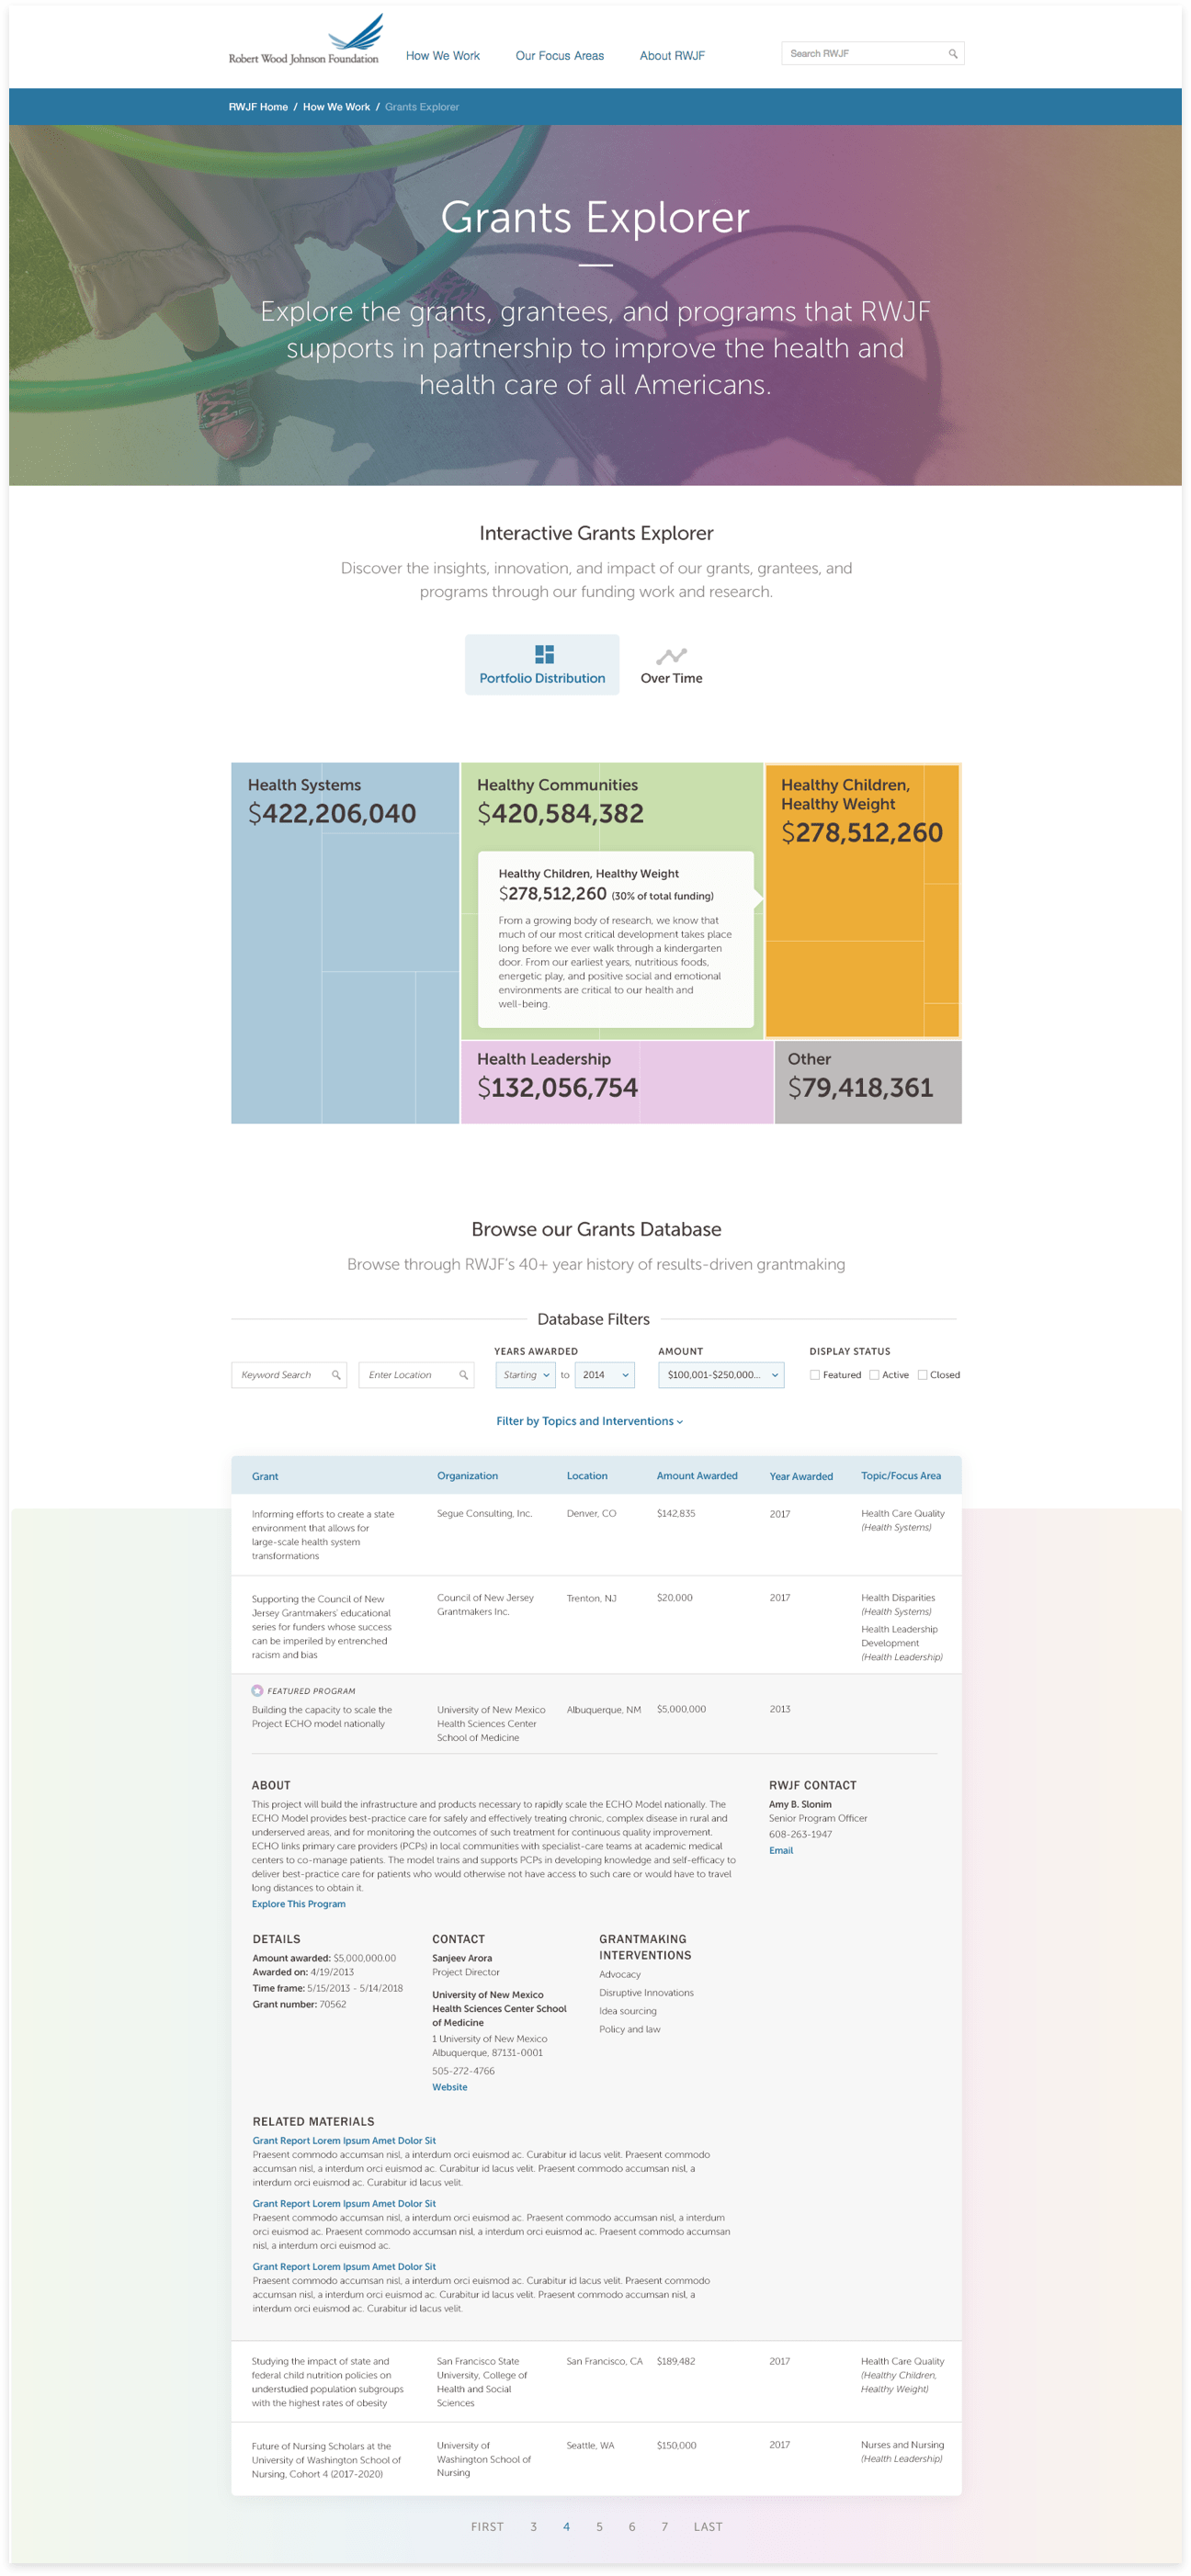 Robert Wood Johnson Foundation
How We Work
Our Focus Areas
About RWJF
Search RWJF
RWJF Home / How We Work / Grants Explorer
Grants Explorer
Explore the grants, grantees, and programs that RWJF
supports in partnership to improve the health and
health care of all Americans.
Interactive Grants Explorer
Discover the insights, innovation, and impact of our grants, grantees, and
programs through our funding work and research.
Portfolio Distribution
Over Time
Health Systems
$422,206,040
Healthy Communities
$420,584,382
Healthy Children,
Healthy Weight
$278,512,260
Healthy Children, Healthy Weight
$278,512,260 (30% of total funding)
From a growing body of research, we know that
much of our most critical development takes place
long before we ever walk through a kindergarten
door. From our earliest years, nutritious foods,
energetic play, and positive social and emotional
environments are critical to our health and
well-being.
Health Leadership
$132,056,754
Other
$79,418,361
Browse our Grants Database
Browse through RWJF's 40+ year history of results-driven grantmaking
Database Filters
YEARS AWARDED
AMOUNT
DISPLAY STATUS
Keyword Search
Enter Location
Starting
to
2014
$100,001-$250,000...
Featured
Active
Closed
Filter by Topics and Interventions
Grant
Organization
Location
Amount Awarded
Year Awarded
Topic/Focus Area
Informing efforts to create a state
environment that allows for
large-scale health system
transformations
Segue Consulting, Inc.
Denver, CO
$142,835
2017
Health Care Quality
(Health Systems)
Supporting the Council of New
Jersey Grantmakers' educational
series for funders whose success
can be imperiled by entrenched
racism and bias
Council of New Jersey
Grantmakers Inc.
Trenton, NJ
$20,000
2017
Health Disparities
(Health Systems)
Health Leadership
Development
(Health Leadership)
FEATURED PROGRAM
Building the capacity to scale the
Project ECHO model nationally
University of New Mexico
Health Sciences Center
School of Medicine
Albuquerque, NM
$5,000,000
2013
ABOUT
This project will build the infrastructure and products necessary to rapidly scale the ECHO Model nationally. The
ECHO Model provides best-practice care for safely and effectively treating chronic, complex disease in rural and
underserved areas, and for monitoring the outcomes of such treatment for continuous quality improvement.
ECHO links primary care providers (PCPs) in local communities with specialist-care teams at academic medical
centers to co-manage patients. The model trains and supports PCPs in developing knowledge and self-efficacy to
deliver best-practice care for patients who would otherwise not have access to such care or would have to travel
long distances to obtain it.
Explore This Program
RWJF CONTACT
Amy B. Slonim
Senior Program Officer
608-263-1947
Email
DETAILS
Amount awarded: $5,000,000.00
Awarded on: 4/19/2013
Time frame: 5/15/2013 - 5/14/2018
Grant number: 70562
CONTACT
Sanjeev Arora
Project Director
University of New Mexico
Health Sciences Center School
of Medicine
1 University of New Mexico
Albuquerque, 87131-0001
505-272-4766
Website
GRANTMAKING
INTERVENTIONS
Advocacy
Disruptive Innovations
Idea sourcing
Policy and law
RELATED MATERIALS
Grant Report Lorem Ipsum Amet Dolor Sit
Praesent commodo accumsan nisl, a interdum orci euismod ac. Curabitur id lacus velit. Praesent commodo
accumsan nisl, a interdum orci euismod ac. Curabitur id lacus velit. Praesent commodo accumsan nisl, a
interdum orci euismod ac. Curabitur id lacus velit.
Grant Report Lorem Ipsum Amet Dolor Sit
Praesent commodo accumsan nisl, a interdum orci euismod ac. Praesent commodo accumsan nisl, a interdum
orci euismod ac. Praesent commodo accumsan nisl, a interdum orci euismod ac. Praesent commodo accumsan
nisl, a interdum orci euismod ac.
Grant Report Lorem Ipsum Amet Dolor Sit
Praesent commodo accumsan nisl, a interdum orci euismod ac. Curabitur id lacus velit. Praesent commodo
accumsan nisl, a interdum orci euismod ac. Curabitur id lacus velit. Praesent commodo accumsan nisl, a
interdum orci euismod ac. Curabitur id lacus velit.
Studying the impact of state and
federal child nutrition policies on
understudied population subgroups
with the highest rates of obesity
San Francisco State
University, College of
Health and Social
Sciences
San Francisco, CA
$189,482
2017
Health Care Quality
(Healthy Children,
Healthy Weight)
Future of Nursing Scholars at the
University of Washington School of
Nursing, Cohort 4 (2017-2020)
University of
Washington School of
Nursing
Seattle, WA
$150,000
2017
Nurses and Nursing
(Health Leadership)
FIRST 3 4 5 6 7 LAST